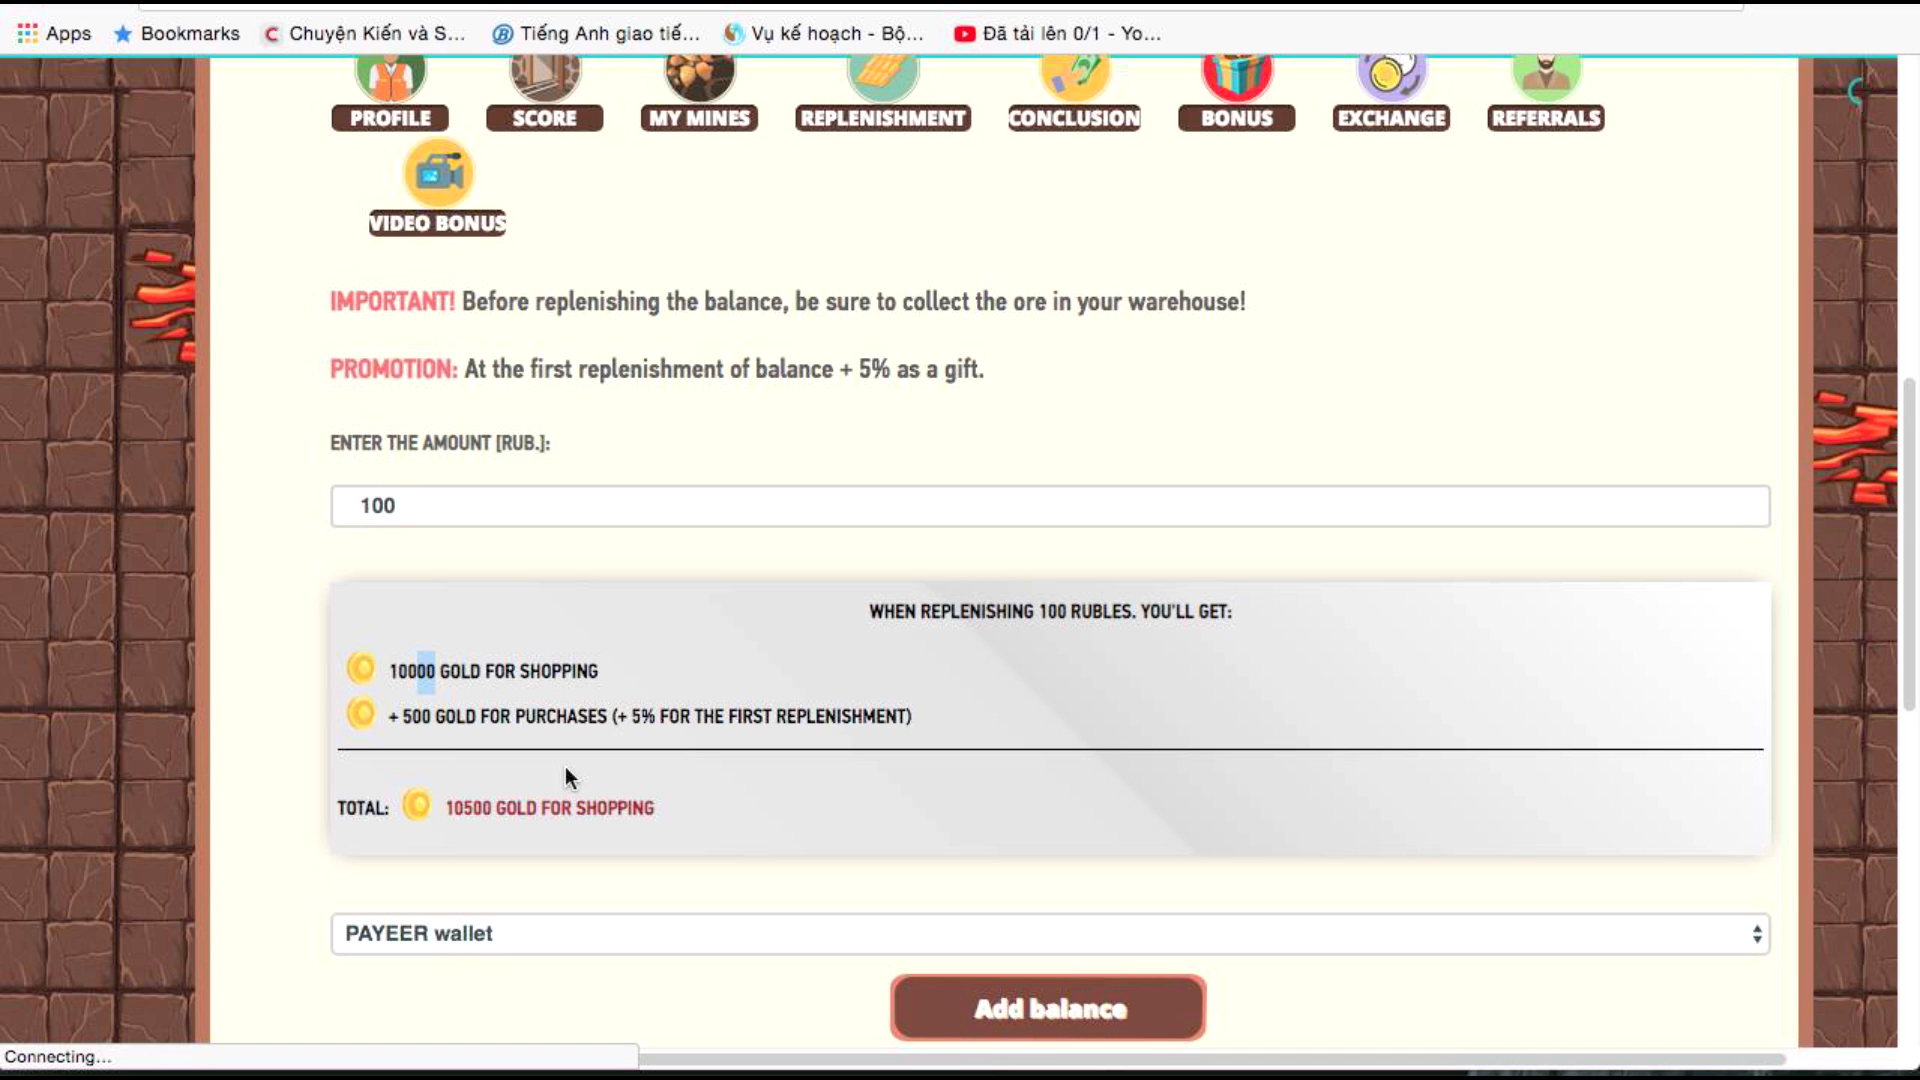 Apps Bookmarks Chuyện Kiến và S... Tiếng Anh giao tiế... Vụ kế hoạch - Bộ... Đã tải lên 0/1 - Yo...
PROFILE SCORE MY MINES REPLENISHMENT CONCLUSION BONUS EXCHANGE REFERRALS
VIDEO BONUS
IMPORTANT! Before replenishing the balance, be sure to collect the ore in your warehouse!
PROMOTION: At the first replenishment of balance + 5% as a gift.
ENTER THE AMOUNT [RUB.]:
100
WHEN REPLENISHING 100 RUBLES. YOU'LL GET:
10000 GOLD FOR SHOPPING
+ 500 GOLD FOR PURCHASES (+ 5% FOR THE FIRST REPLENISHMENT)
TOTAL: 10500 GOLD FOR SHOPPING
PAYEER wallet
Add balance
Connecting...